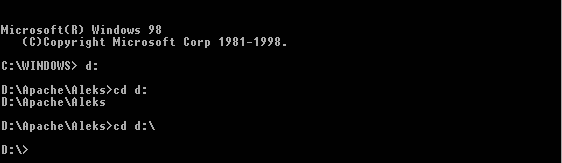 Microsoft(R) Windows 98
(C)Copyright Microsoft Corp 1981-1998.
C:\WINDOWS> d:
D:\Apache\Aleks>cd d:
D:\Apache\Aleks
D:\Apache\Aleks>cd d:\
D:\>